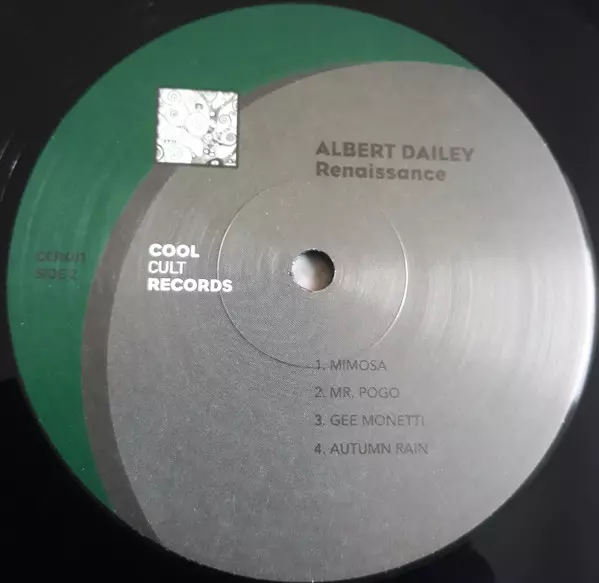 ALBERT DAILEY
Renaissance
SIDE 2
COOL
CULT
RECORDS
1. MIMOSA
2. MR. POGO
3. GEE MONETTI
4. AUTUMN RAIN